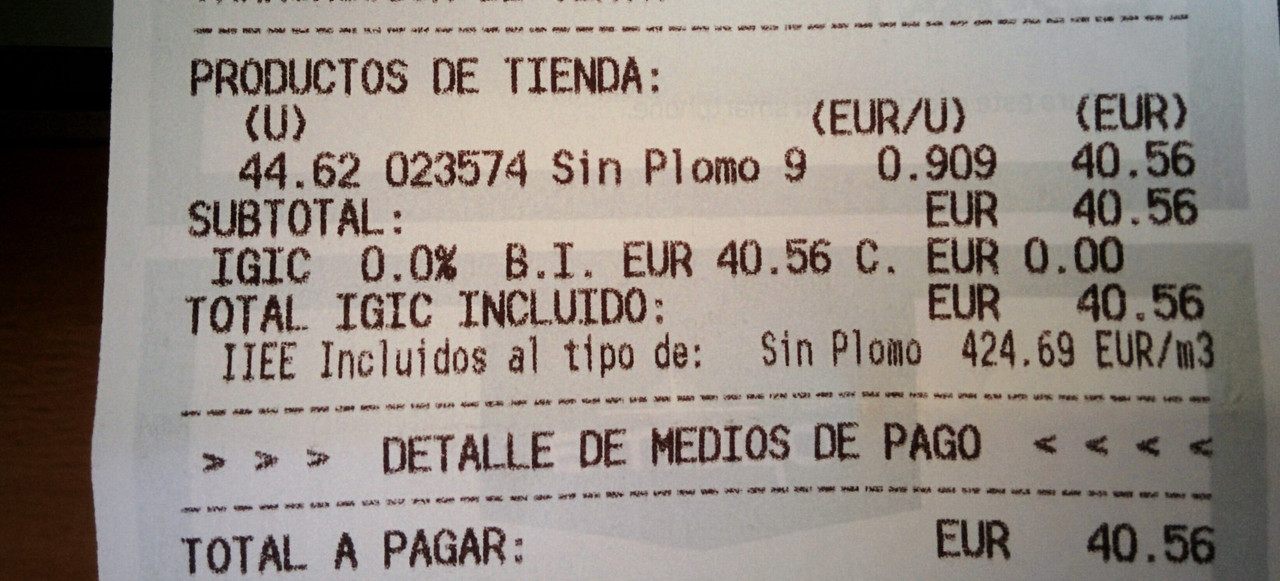 PRODUCTOS DE TIENDA:
(U) (EUR/U) (EUR)
44.62 023574 Sin Plomo 9 0.909 40.56
SUBTOTAL: EUR 40.56
IGIC 0.0% B.I. EUR 40.56 C. EUR 0.00
TOTAL IGIC INCLUIDO: EUR 40.56
IIEE Incluidos al tipo de: Sin Plomo 424.69 EUR/m3
> > > DETALLE DE MEDIOS DE PAGO < < < <
TOTAL A PAGAR: EUR 40.56